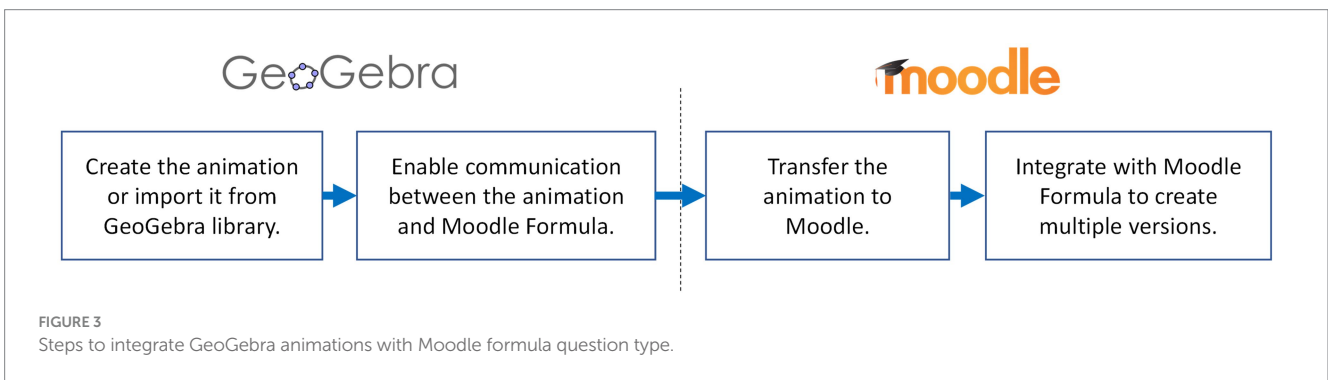 GeoGebra
moodle
Create the animation
or import it from
GeoGebra library.
Enable communication
between the animation
and Moodle Formula.
Transfer the
animation to
Moodle.
Integrate with Moodle
Formula to create
multiple versions.
FIGURE 3
Steps to integrate GeoGebra animations with Moodle formula question type.